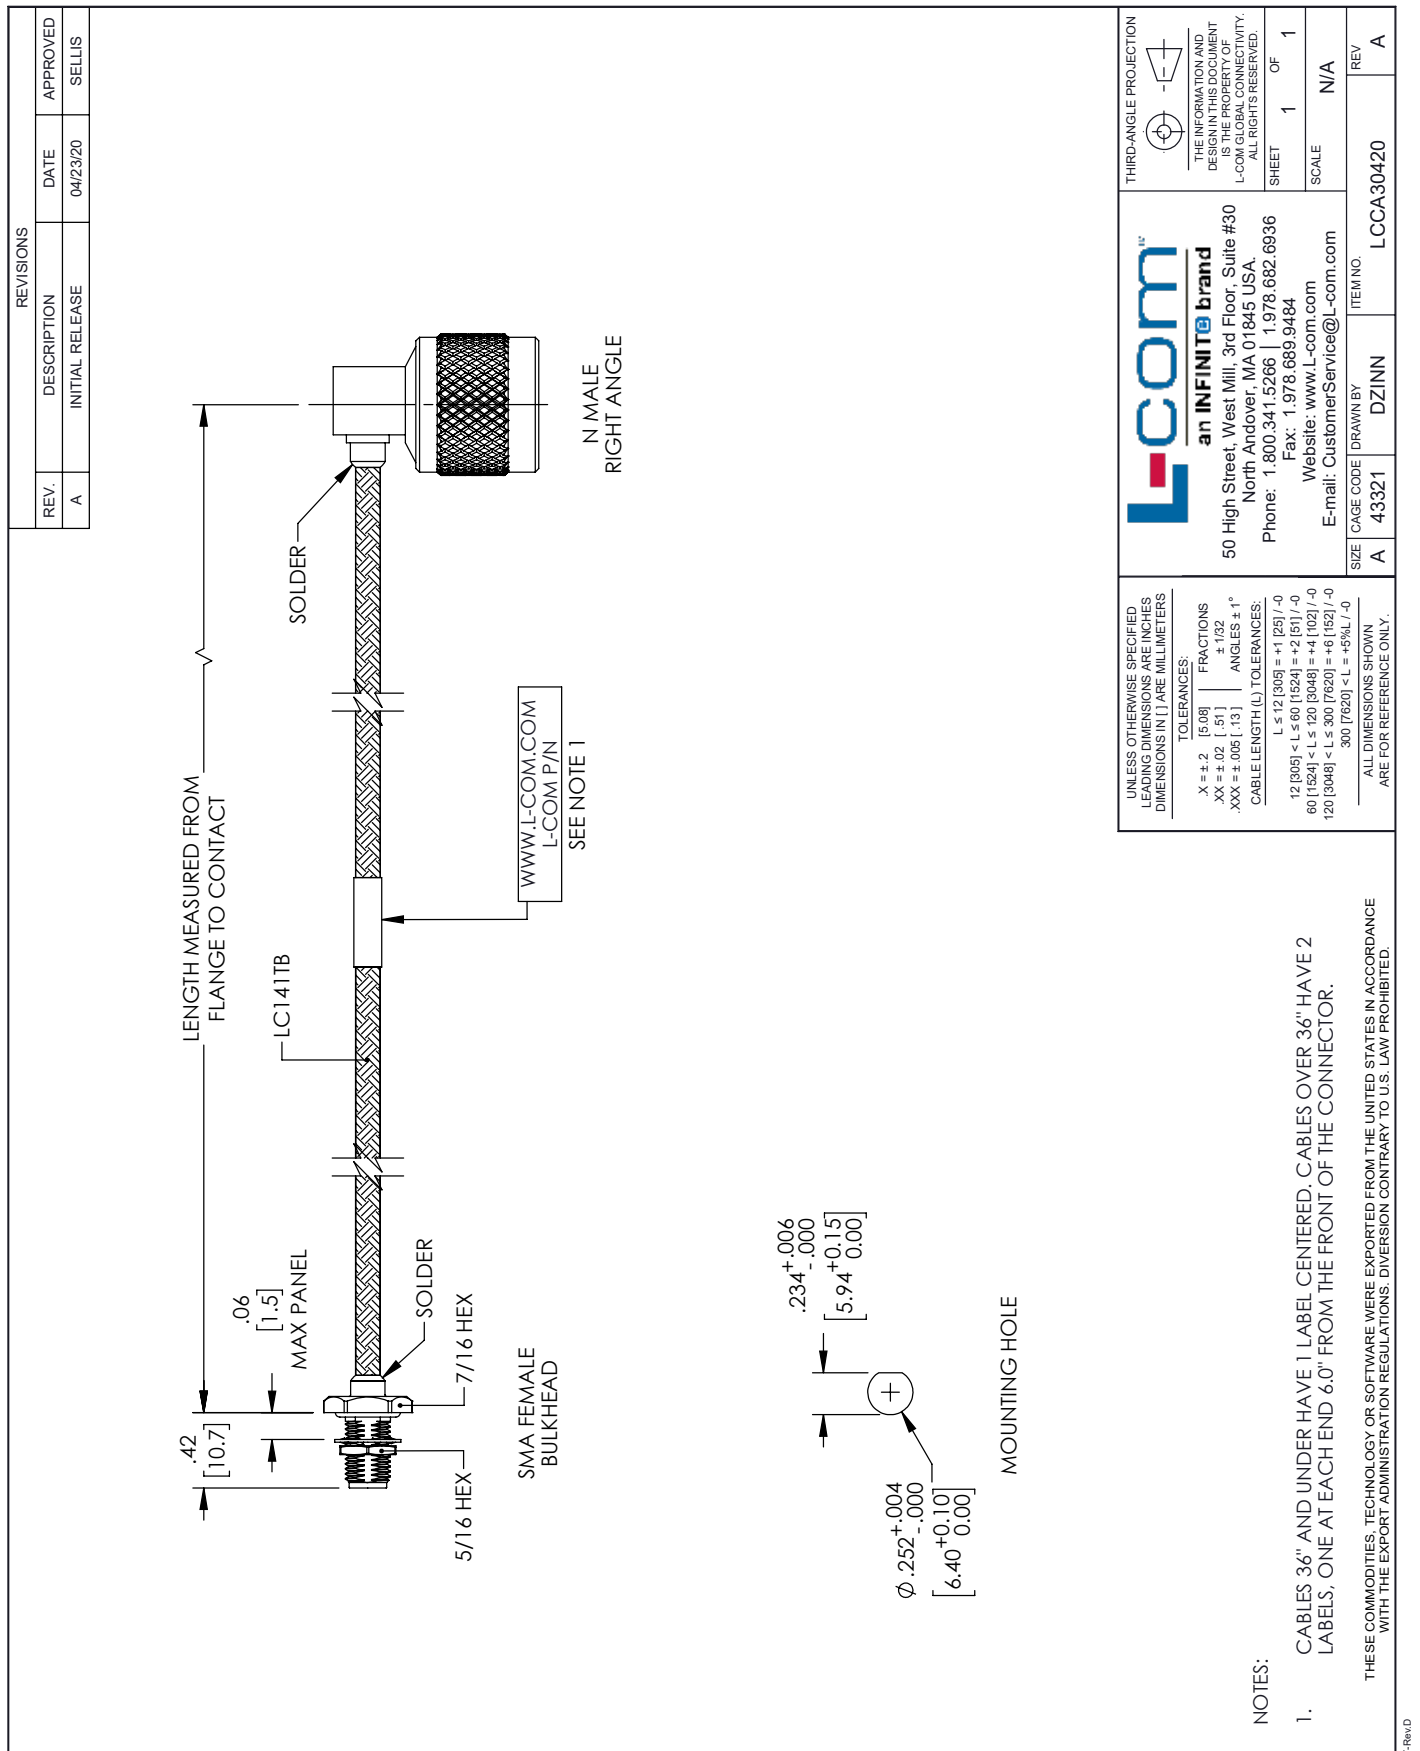 REVISIONS
REV.
DESCRIPTION
DATE
APPROVED
A
INITIAL RELEASE
04/23/20
SELLIS
LENGTH MEASURED FROM
FLANGE TO CONTACT
.42
[10.7]
.06
[1.5]
MAX PANEL
LC141TB
SOLDER
SOLDER
7/16 HEX
5/16 HEX
SMA FEMALE
BULKHEAD
WWW.L-COM.COM
L-COM P/N
SEE NOTE 1
N MALE
RIGHT ANGLE
.234 +.006
-.000
[5.94 +0.15
0.00]
Ø .252 +.004
-.000
[6.40 +0.10
0.00]
MOUNTING HOLE
NOTES:
1. CABLES 36" AND UNDER HAVE 1 LABEL CENTERED. CABLES OVER 36" HAVE 2
LABELS, ONE AT EACH END 6.0" FROM THE FRONT OF THE CONNECTOR.
THESE COMMODITIES, TECHNOLOGY OR SOFTWARE WERE EXPORTED FROM THE UNITED STATES IN ACCORDANCE
WITH THE EXPORT ADMINISTRATION REGULATIONS. DIVERSION CONTRARY TO U.S. LAW PROHIBITED.
UNLESS OTHERWISE SPECIFIED
LEADING DIMENSIONS ARE INCHES
DIMENSIONS IN [ ] ARE MILLIMETERS
TOLERANCES:
.X = ± .2 [5.08] FRACTIONS
.XX = ± .02 [ .51] ± 1/32
.XXX = ± .005 [ .13 ] ANGLES ± 1°
CABLE LENGTH (L) TOLERANCES:
L ≤ 12 [305] = +1 [25] / -0
12 [305] < L ≤ 60 [1524] = +2 [51] / -0
60 [1524] < L ≤ 120 [3048] = +4 [102] / -0
120 [3048] < L ≤ 300 [7620] = +6 [152] / -0
300 [7620] < L = +5%L / -0
ALL DIMENSIONS SHOWN
ARE FOR REFERENCE ONLY.
L-com
an INFINITe brand
50 High Street, West Mill, 3rd Floor, Suite #30
North Andover, MA 01845 USA.
Phone: 1.800.341.5266 | 1.978.682.6936
Fax: 1.978.689.9484
Website: www.L-com.com
E-mail: CustomerService@L-com.com
THIRD-ANGLE PROJECTION
THE INFORMATION AND
DESIGN IN THIS DOCUMENT
IS THE PROPERTY OF
L-COM GLOBAL CONNECTIVITY.
ALL RIGHTS RESERVED.
SHEET 1 OF 1
SCALE N/A
SIZE A
CAGE CODE 43321
DRAWN BY DZINN
ITEM NO. LCCA30420
REV A
-Rev.D